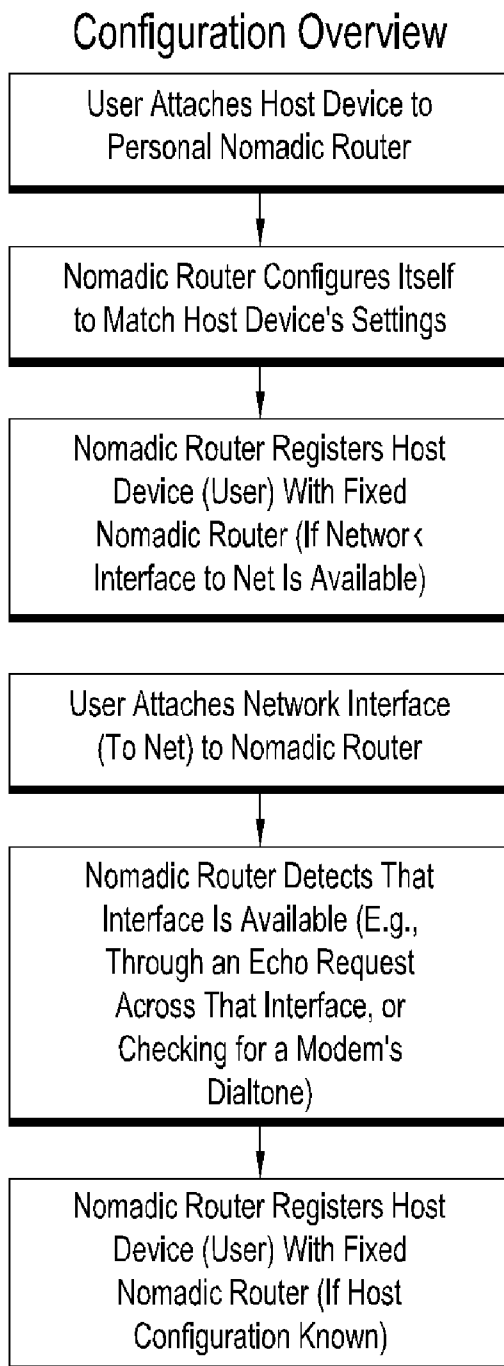 Configuration Overview
User Attaches Host Device to
Personal Nomadic Router
Nomadic Router Configures Itself
to Match Host Device's Settings
Nomadic Router Registers Host
Device (User) With Fixed
Nomadic Router (If Network
Interface to Net Is Available)
User Attaches Network Interface
(To Net) to Nomadic Router
Nomadic Router Detects That
Interface Is Available (E.g.,
Through an Echo Request
Across That Interface, or
Checking for a Modem's
Dialtone)
Nomadic Router Registers Host
Device (User) With Fixed
Nomadic Router (If Host
Configuration Known)